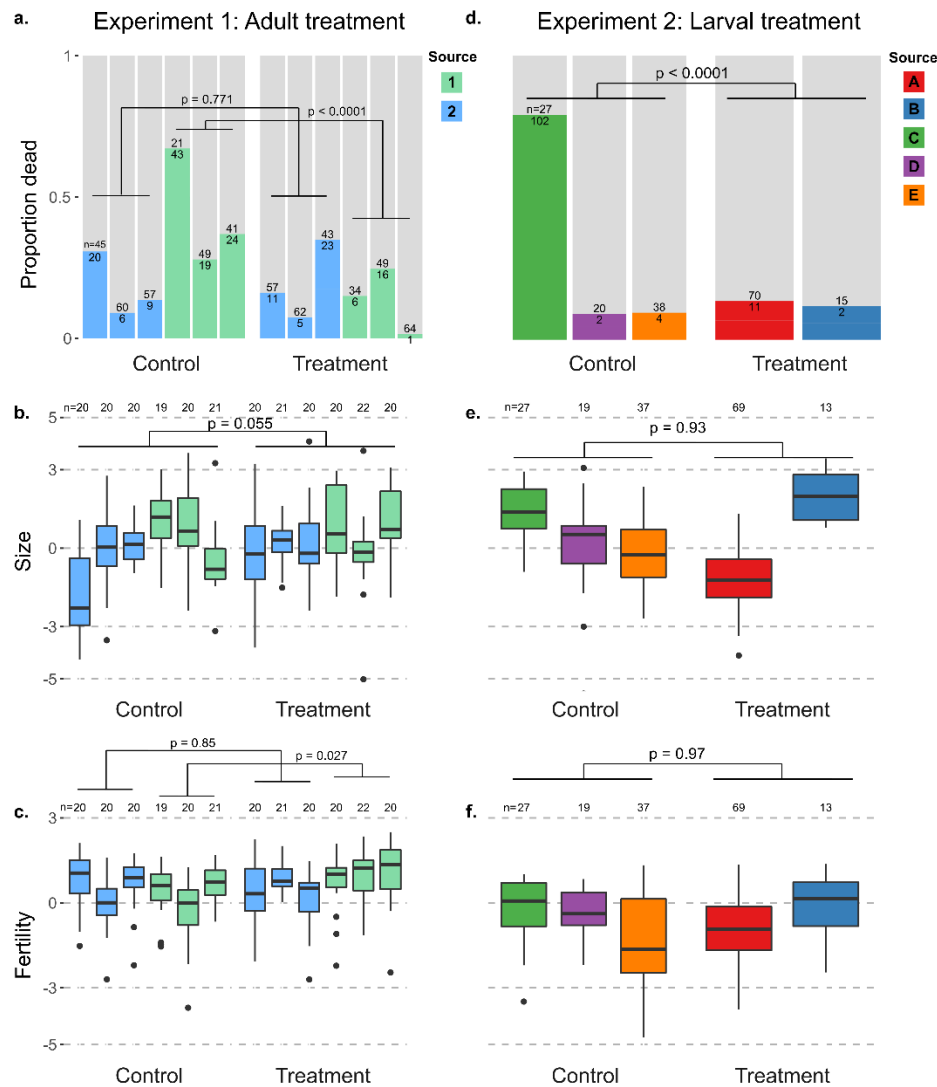 a. Experiment 1: Adult treatment
Source
1
2
Proportion dead
1
0.5
0
p = 0.771
p < 0.0001
n=45
20
60
6
57
9
21
43
49
19
41
24
57
11
62
5
43
23
34
6
49
16
64
1
Control Treatment
d. Experiment 2: Larval treatment
Source
A
B
C
D
E
p < 0.0001
n=27
102
20
2
38
4
70
11
15
2
Control Treatment
b.
n=20 20 20 19 20 21 20 21 20 20 22 20
p = 0.055
Size
5
3
0
-3
-5
Control Treatment
e.
n=27 19 37 69 13
p = 0.93
Control Treatment
c.
p = 0.85
p = 0.027
n=20 20 20 19 20 21 20 21 20 20 22 20
Fertility
3
0
-3
-5
Control Treatment
f.
p = 0.97
n=27 19 37 69 13
Control Treatment